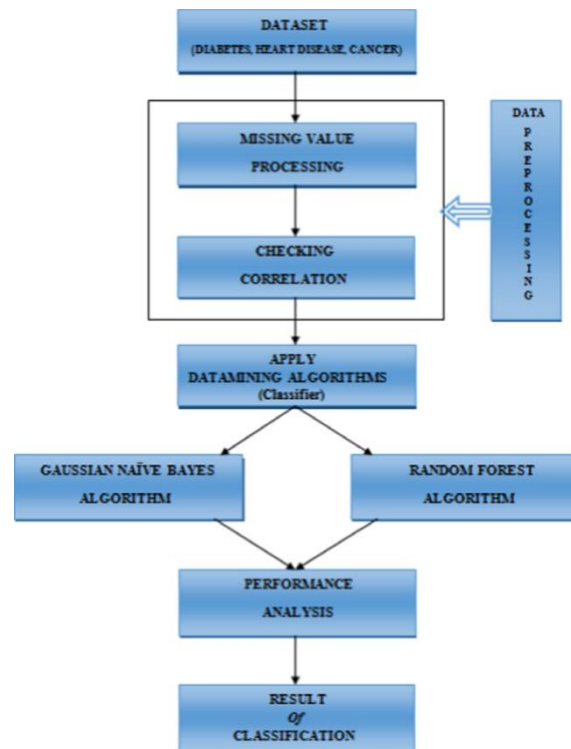 DATASET
(DIABETES, HEART DISEASE, CANCER)
MISSING VALUE
PROCESSING
CHECKING
CORRELATION
DATA
P
R
E
P
R
O
C
E
S
S
I
N
G
APPLY
DATAMINING ALGORITHMS
(Classifier)
GAUSSIAN NAÏVE BAYES
ALGORITHM
RANDOM FOREST
ALGORITHM
PERFORMANCE
ANALYSIS
RESULT
Of
CLASSIFICATION